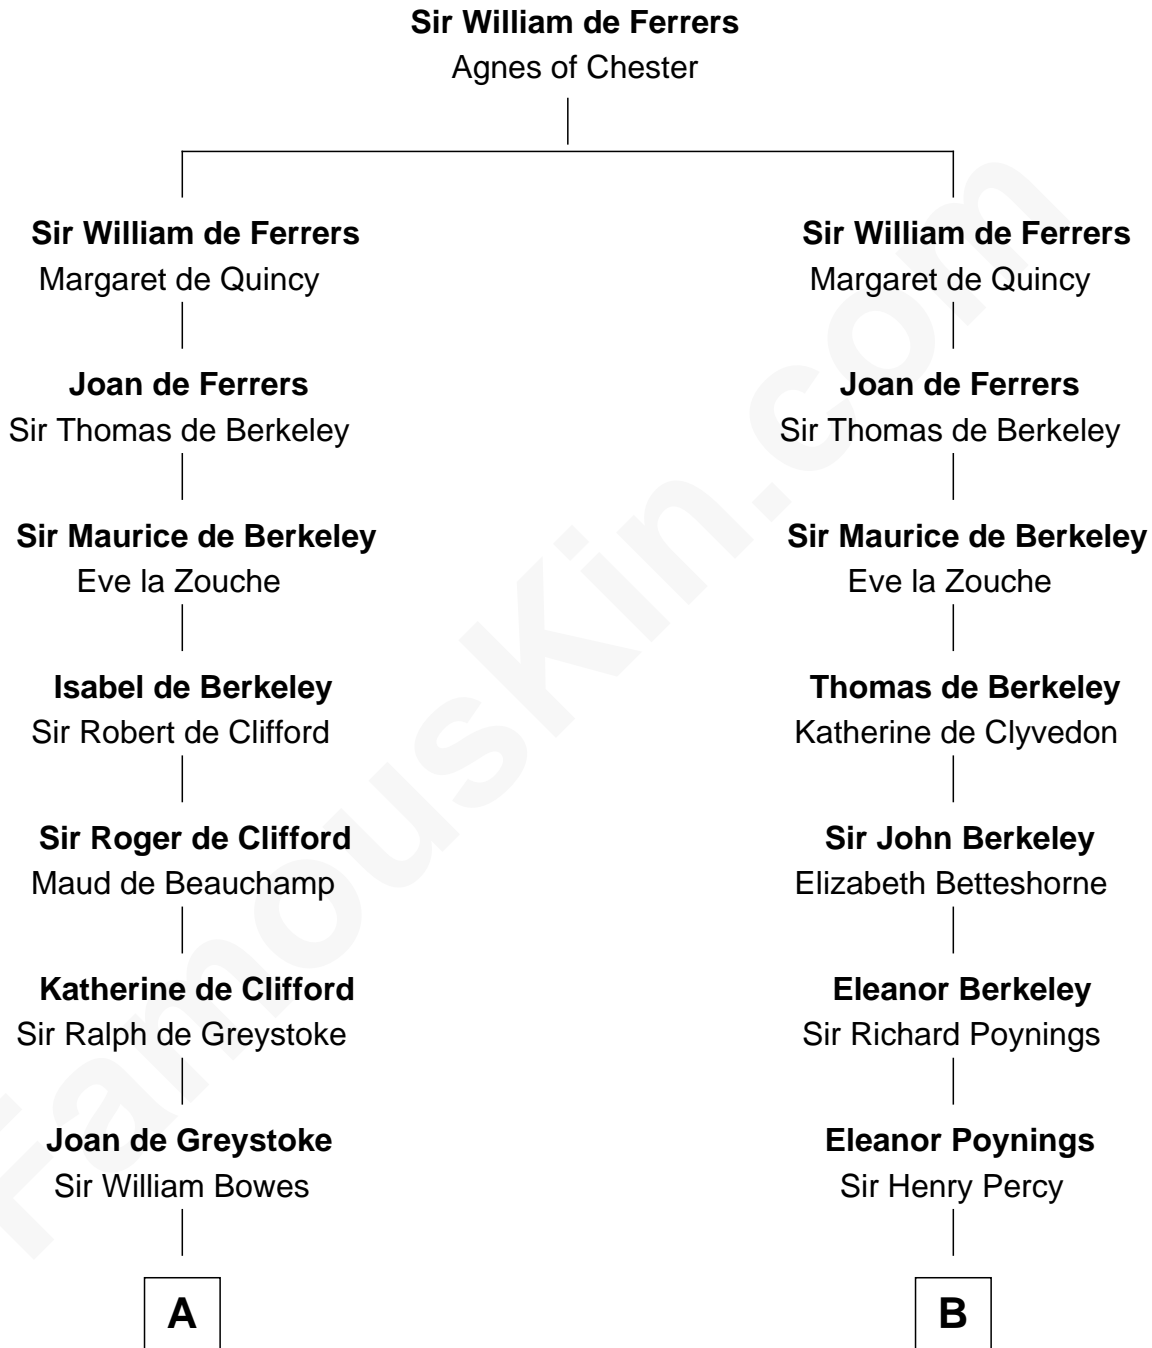 Sir William de Ferrers
Agnes of Chester
Sir William de Ferrers
Margaret de Quincy
Joan de Ferrers
Sir Thomas de Berkeley
Sir Maurice de Berkeley
Eve la Zouche
Isabel de Berkeley
Sir Robert de Clifford
Sir Roger de Clifford
Maud de Beauchamp
Katherine de Clifford
Sir Ralph de Greystoke
Joan de Greystoke
Sir William Bowes
A
Sir William de Ferrers
Margaret de Quincy
Joan de Ferrers
Sir Thomas de Berkeley
Sir Maurice de Berkeley
Eve la Zouche
Thomas de Berkeley
Katherine de Clyvedon
Sir John Berkeley
Elizabeth Betteshorne
Eleanor Berkeley
Sir Richard Poynings
Eleanor Poynings
Sir Henry Percy
B
FamousKin.com